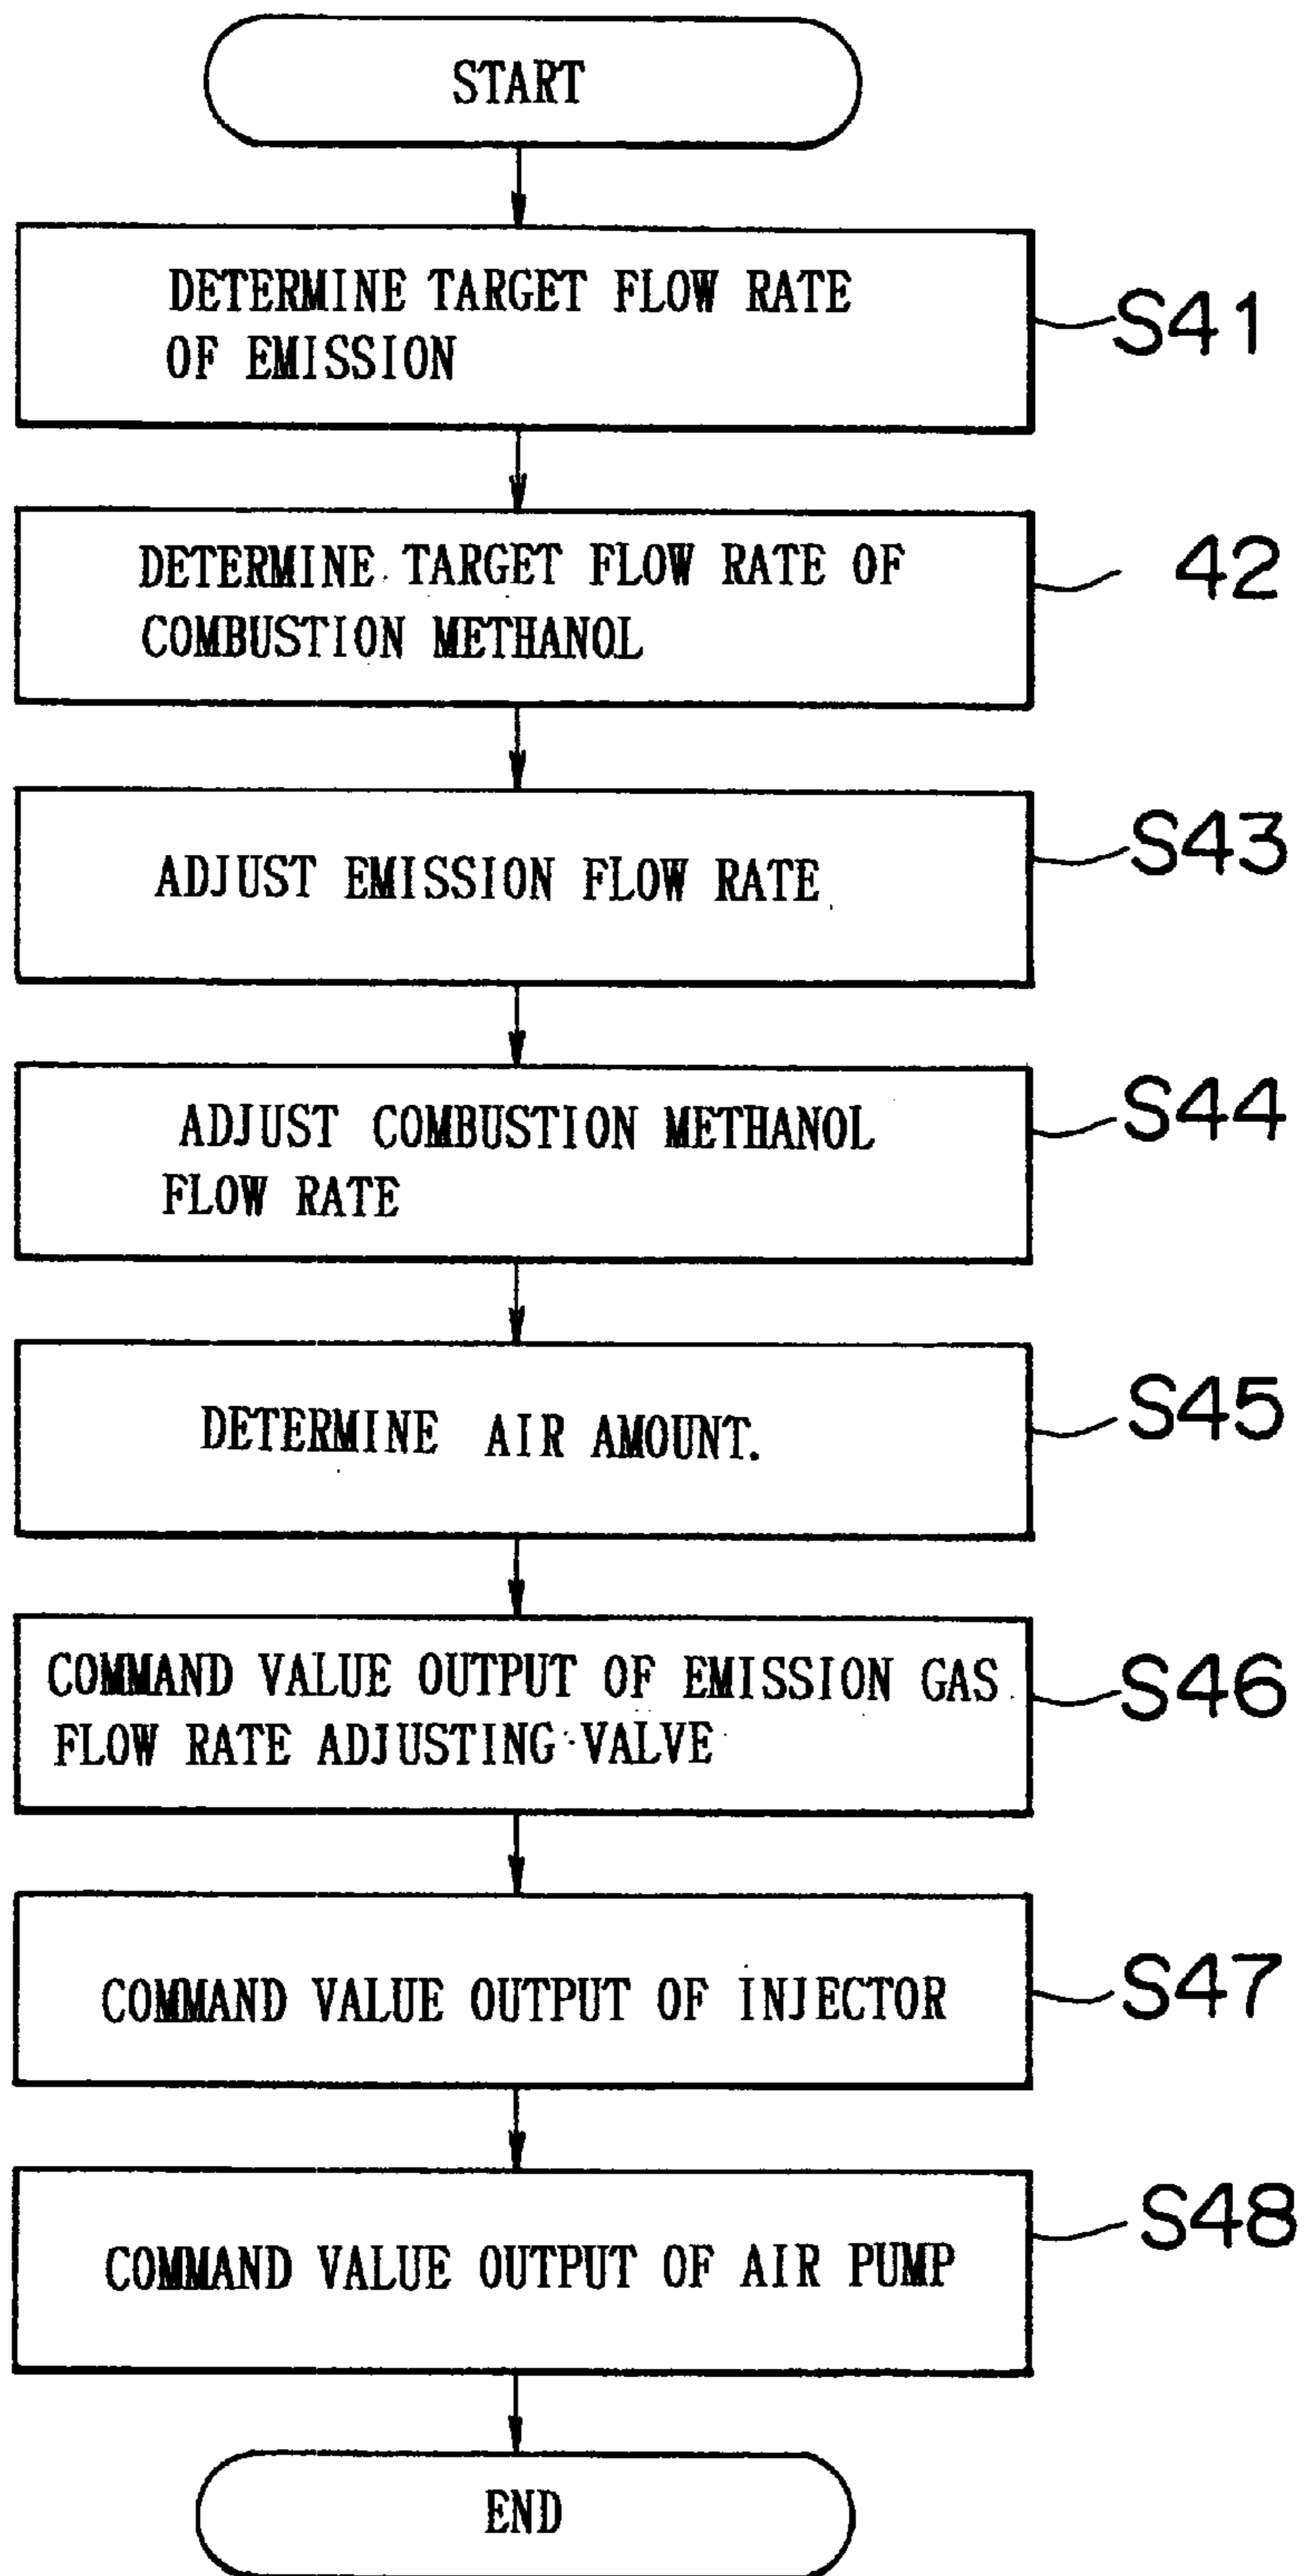 START
DETERMINE TARGET FLOW RATE
OF EMISSION
S41
DETERMINE TARGET FLOW RATE OF
COMBUSTION METHANOL
42
ADJUST EMISSION FLOW RATE
S43
ADJUST COMBUSTION METHANOL
FLOW RATE
S44
DETERMINE AIR AMOUNT.
S45
COMMAND VALUE OUTPUT OF EMISSION GAS
FLOW RATE ADJUSTING VALVE
S46
COMMAND VALUE OUTPUT OF INJECTOR
S47
COMMAND VALUE OUTPUT OF AIR PUMP
S48
END